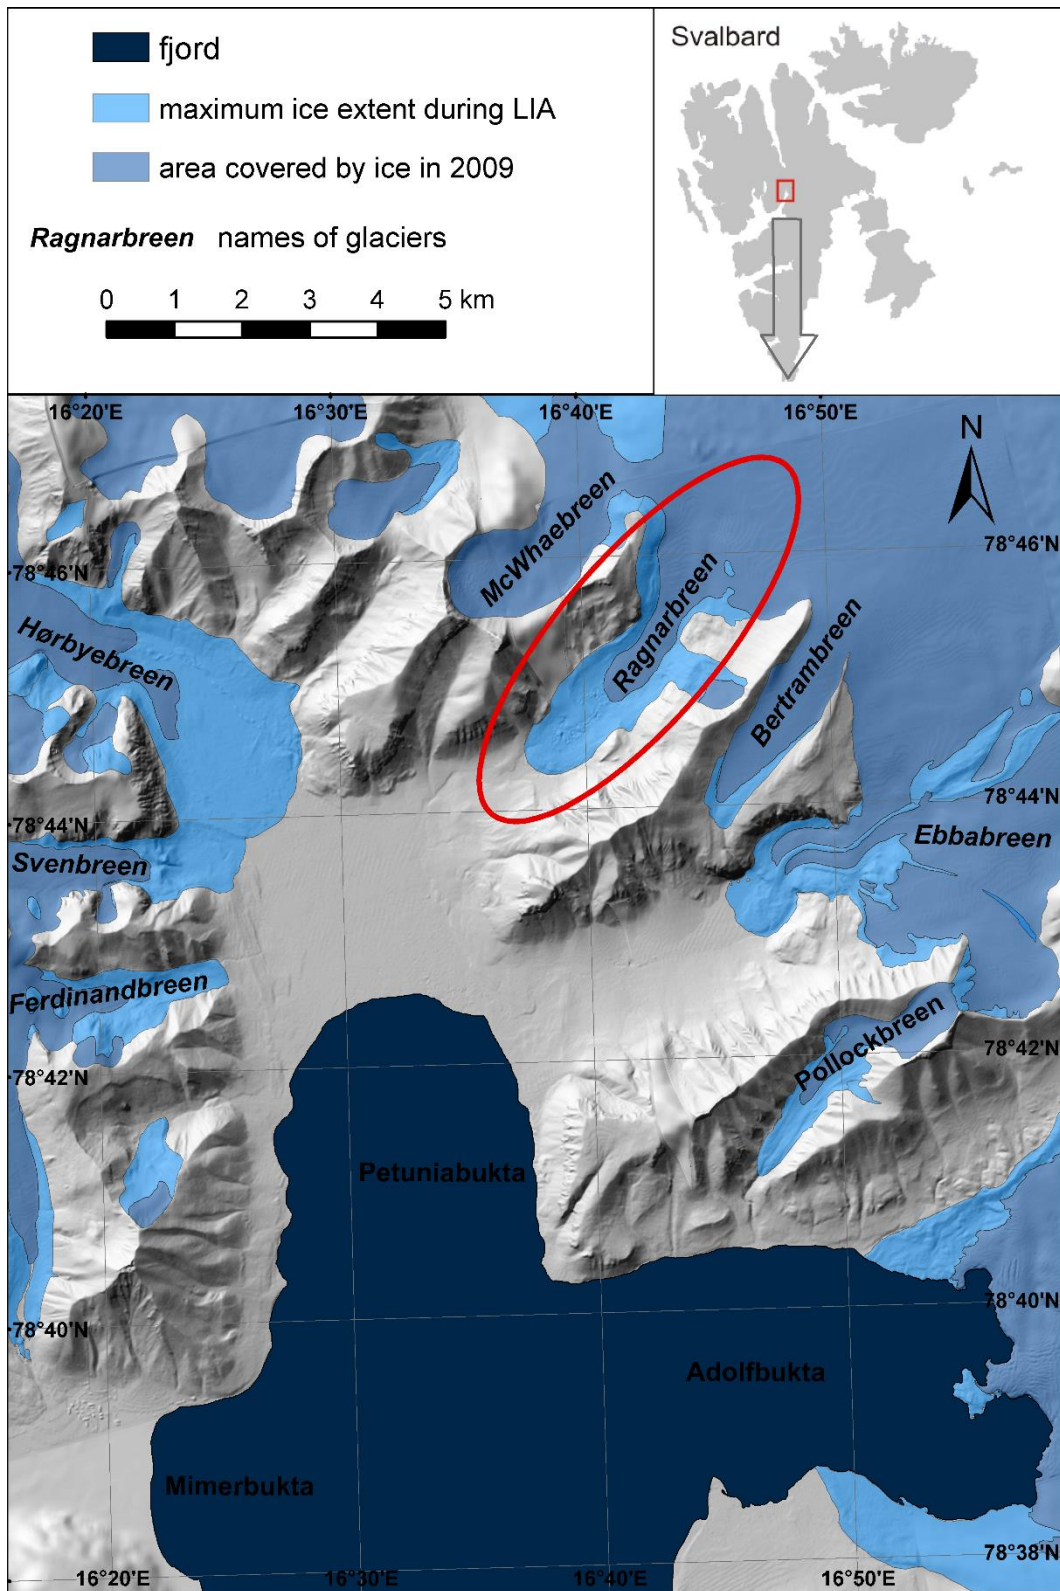 fjord
maximum ice extent during LIA
area covered by ice in 2009
Ragnarbreen names of glaciers
0 1 2 3 4 5 km
Svalbard
16°20'E 16°30'E 16°40'E 16°50'E
N
McWhaebreen
78°46'N
78°46'N
Ragnarbreen
Hørbyebreen
Bertrambreen
78°44'N
78°44'N
Ebbabreen
Svenbreen
Ferdinandbreen
78°42'N
78°42'N
Pollockbreen
Petuniabukta
78°40'N
78°40'N
Adolfbukta
Mimerbukta
78°38'N
16°20'E 16°30'E 16°40'E 16°50'E